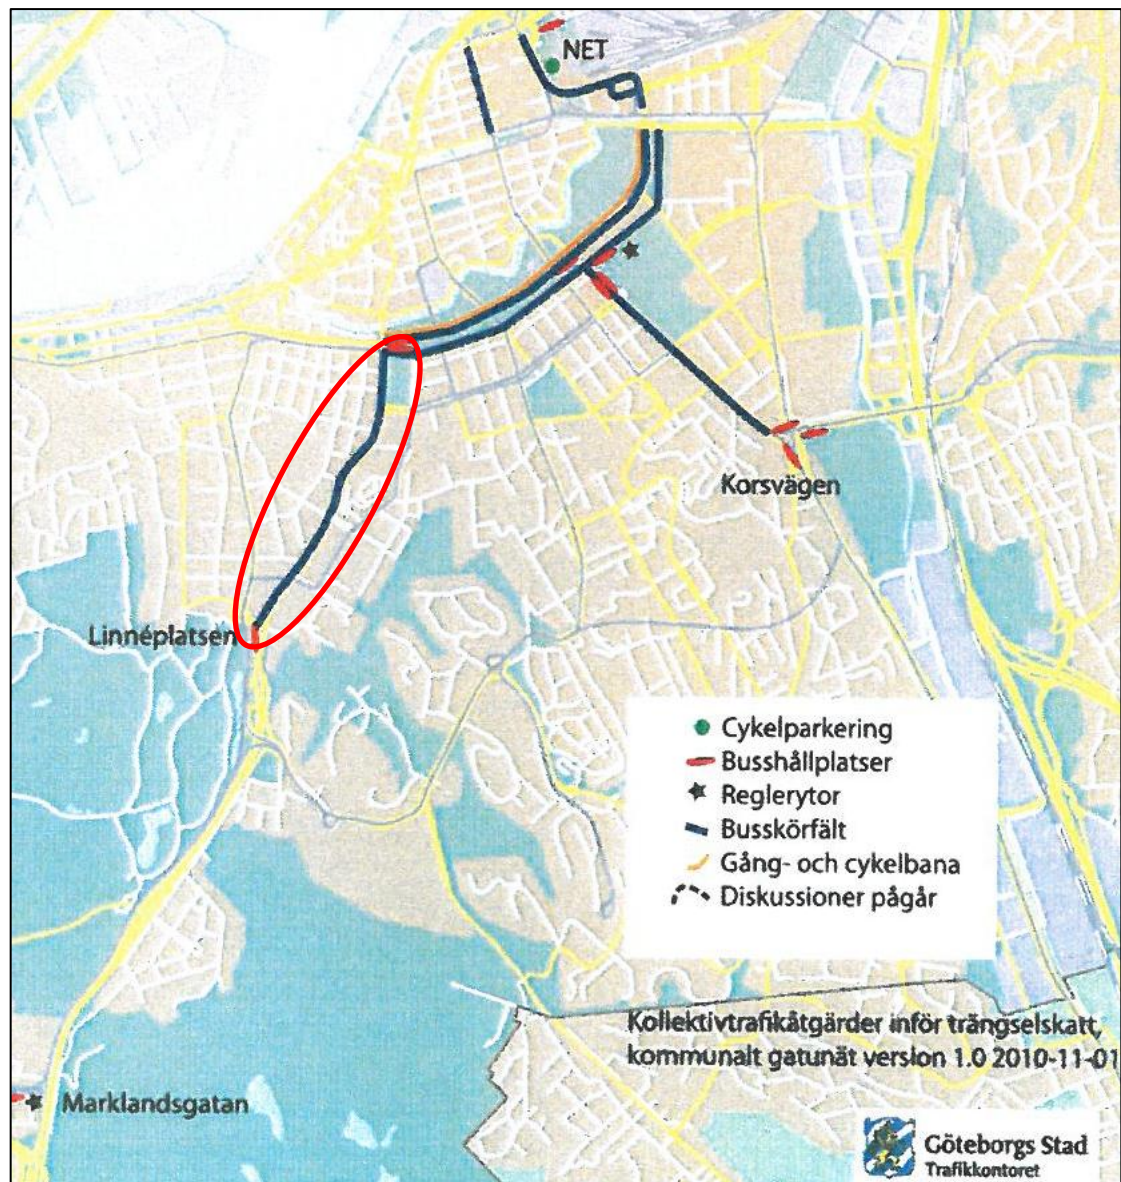 NET
Korsvägen
Linnéplatsen
Cykelparkering
Busshållplatser
Reglerytor
Busskörfält
Gång- och cykelbana
Diskussioner pågår
Kollektivtrafikåtgärder inför trängselskatt,
kommunalt gatunät version 1.0 2010-11-01
Marklandsgatan
Göteborgs Stad
Trafikkontoret